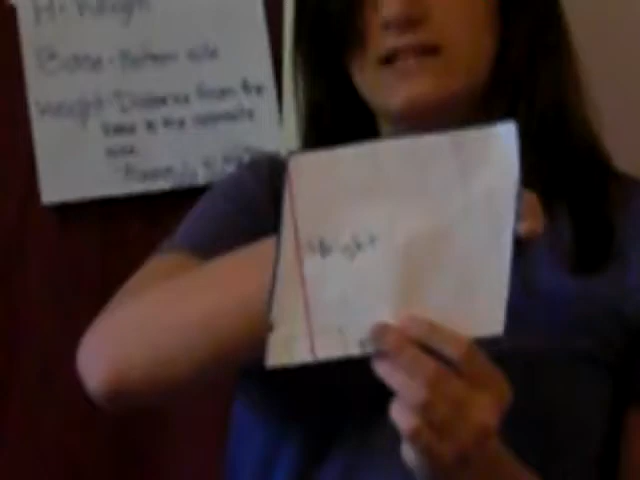 H-Height
Base-Bottom side
Height-Distance from the
base to the opposite
side
Height